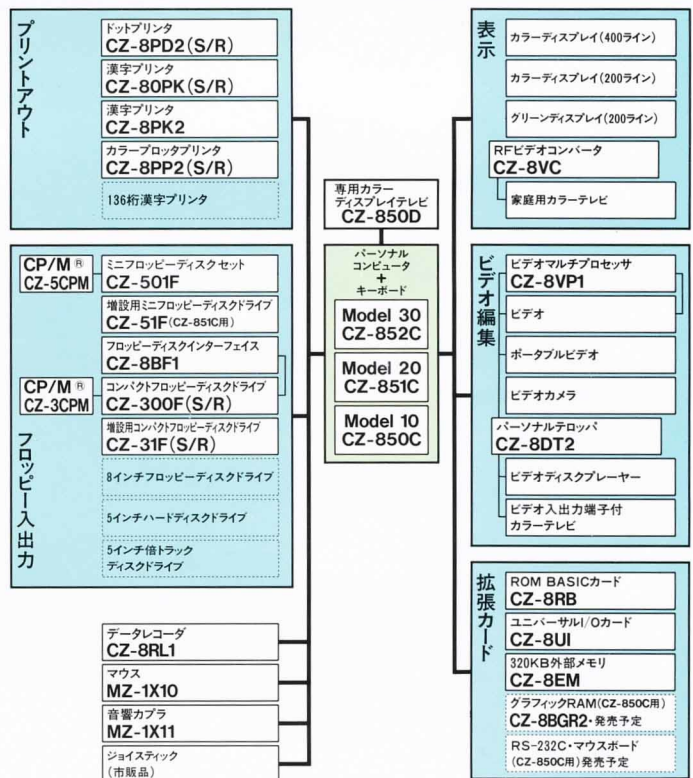 プリントアウト
ドットプリンタ
CZ-8PD2(S/R)
漢字プリンタ
CZ-80PK(S/R)
漢字プリンタ
CZ-8PK2
カラープロッタプリンタ
CZ-8PP2(S/R)
136桁漢字プリンタ
フロッピー入出力
CP/M®
CZ-5CPM
ミニフロッピーディスクセット
CZ-501F
増設用ミニフロッピーディスクドライブ
CZ-51F(CZ-851C用)
フロッピーディスクインターフェイス
CZ-8BF1
CP/M®
CZ-3CPM
コンパクトフロッピーディスクドライブ
CZ-300F(S/R)
増設用コンパクトフロッピーディスクドライブ
CZ-31F(S/R)
8インチフロッピーディスクドライブ
5インチハードディスクドライブ
5インチ倍トラック
ディスクドライブ
データレコーダ
CZ-8RL1
マウス
MZ-1X10
音響カプラ
MZ-1X11
ジョイスティック
(市販品)
専用カラー
ディスプレイテレビ
CZ-850D
パーソナル
コンピュータ
+
キーボード
Model 30
CZ-852C
Model 20
CZ-851C
Model 10
CZ-850C
表示
カラーディスプレイ(400ライン)
カラーディスプレイ(200ライン)
グリーンディスプレイ(200ライン)
RFビデオコンバータ
CZ-8VC
家庭用カラーテレビ
ビデオ編集
ビデオマルチプロセッサ
CZ-8VP1
ビデオ
ポータブルビデオ
ビデオカメラ
パーソナルテロッパ
CZ-8DT2
ビデオディスクプレーヤー
ビデオ入出力端子付
カラーテレビ
拡張カード
ROM BASICカード
CZ-8RB
ユニバーサルI/Oカード
CZ-8UI
320KB外部メモリ
CZ-8EM
グラフィックRAM(CZ-850C用)
CZ-8BGR2・発売予定
RS-232C・マウスボード
(CZ-850C用)発売予定